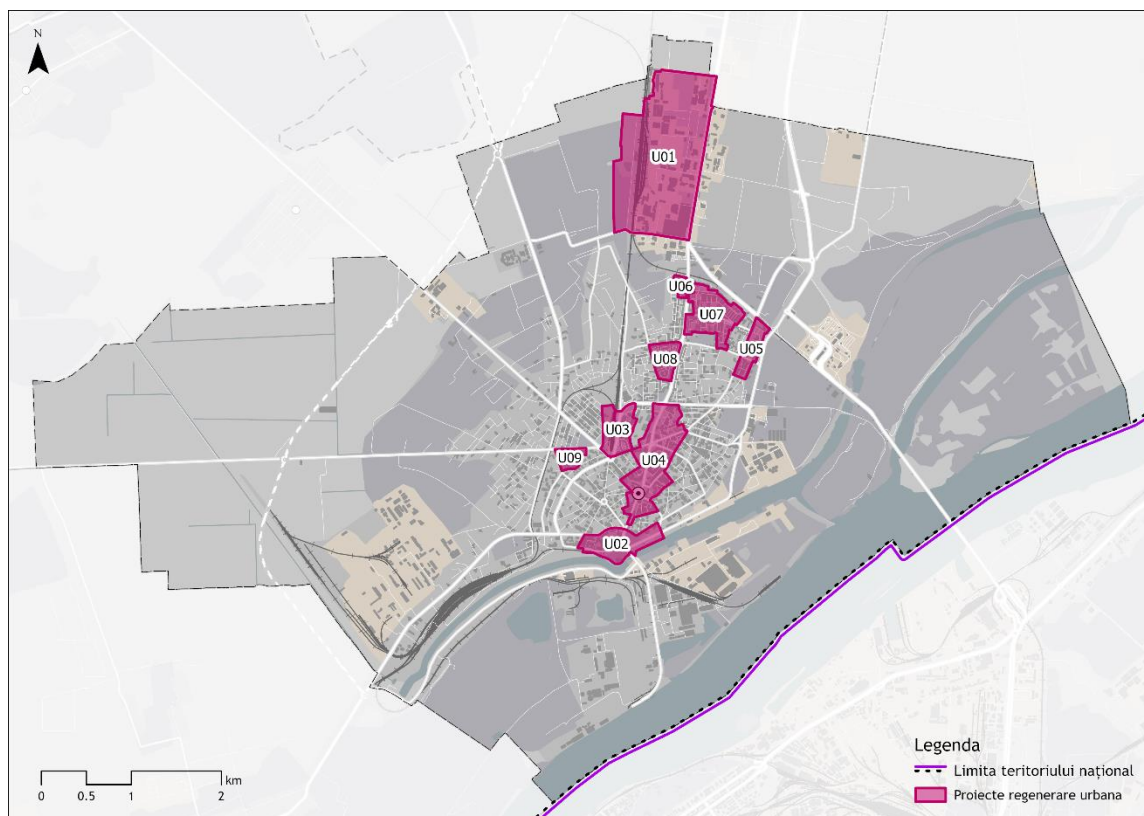 N
U01
U06
U07
U05
U08
U03
U04
U09
U02
Legenda
Limita teritoriului național
Proiecte regenerare urbana
km
0 0.5 1 2